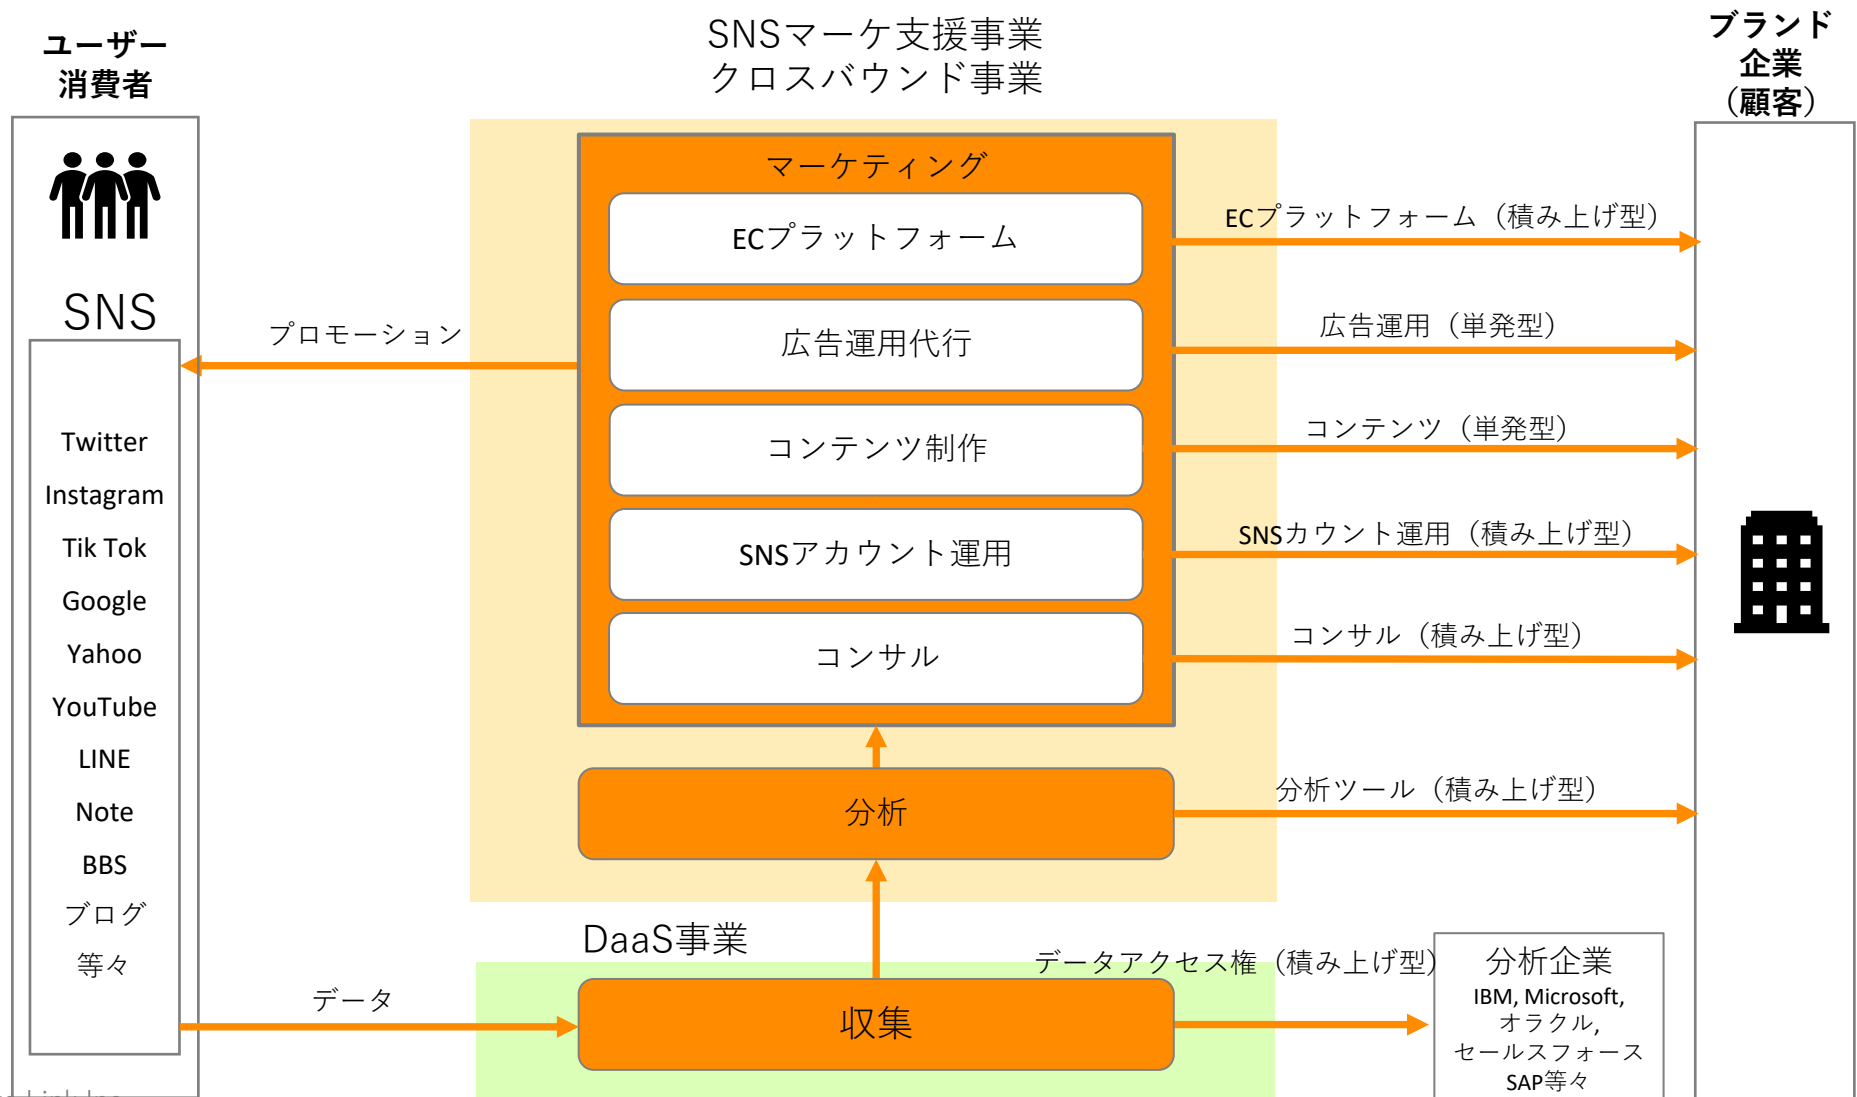 ユーザー
消費者
SNSマーケ支援事業
クロスバウンド事業
ブランド
企業
（顧客）
SNS
Twitter
Instagram
Tik Tok
Google
Yahoo
YouTube
LINE
Note
BBS
ブログ
等々
プロモーション
データ
マーケティング
ECプラットフォーム
広告運用代行
コンテンツ制作
SNSアカウント運用
コンサル
分析
DaaS事業
収集
ECプラットフォーム（積み上げ型）
広告運用（単発型）
コンテンツ（単発型）
SNSカウント運用（積み上げ型）
コンサル（積み上げ型）
分析ツール（積み上げ型）
データアクセス権（積み上げ型）
分析企業
IBM, Microsoft,
オラクル,
セールスフォース
SAP等々